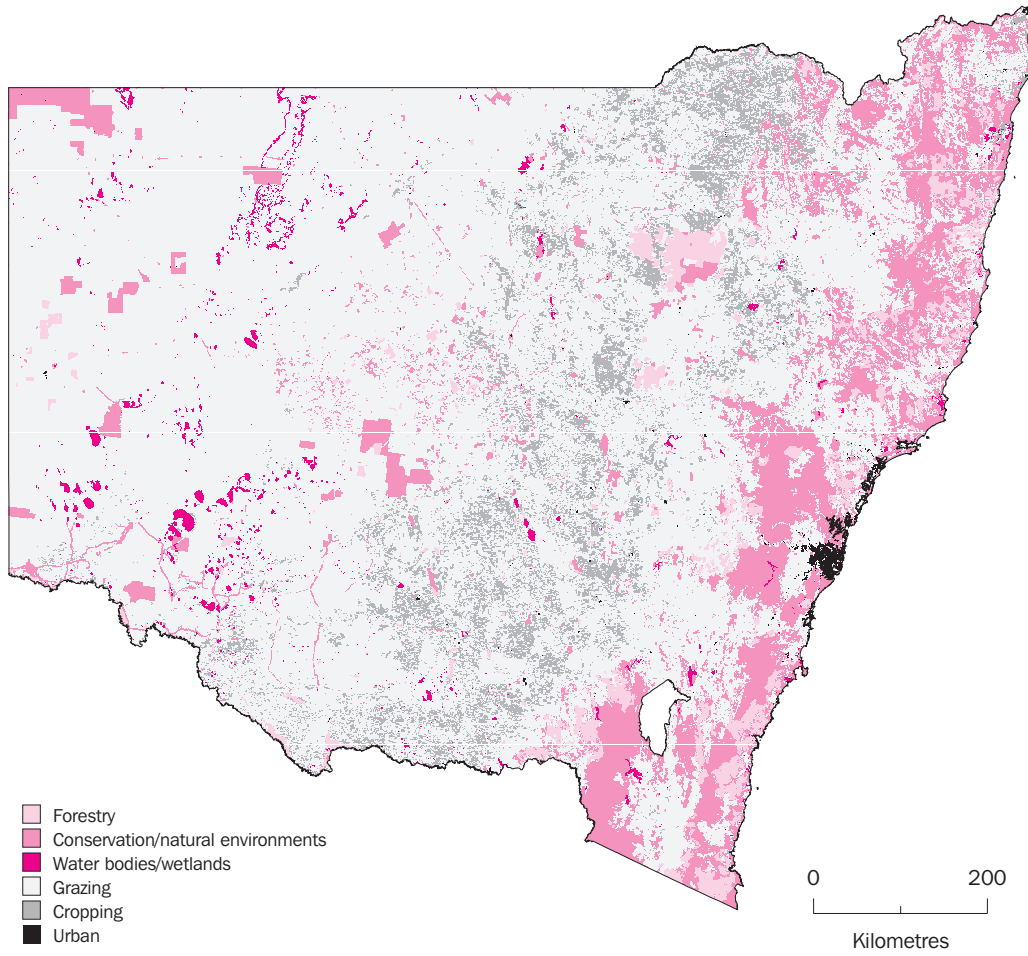 Forestry
Conservation/natural environments
Water bodies/wetlands
Grazing
Cropping
Urban
0 200
Kilometres